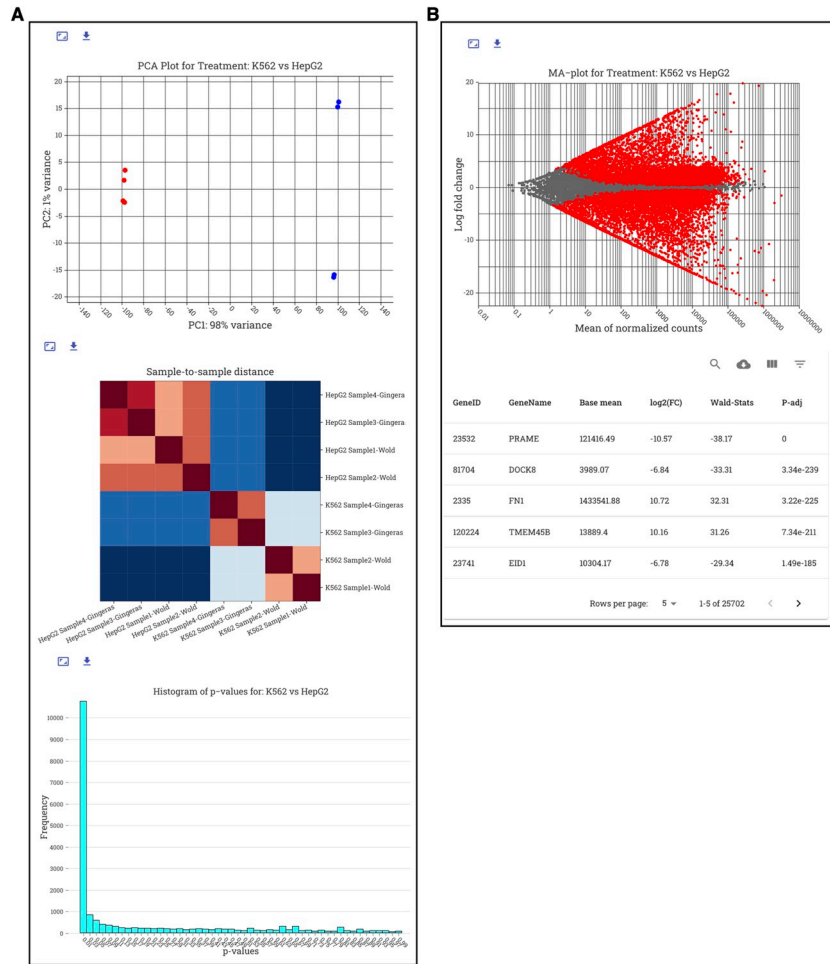 A
PCA Plot for Treatment: K562 vs HepG2
PC2: 1% variance
20
15
10
5
0
-5
-10
-15
-20
-140
-120
-100
-80
-60
-40
-20
0
20
40
60
80
100
120
140
PC1: 98% variance
Sample-to-sample distance
HepG2 Sample4-Gingera
HepG2 Sample3-Gingera
HepG2 Sample1-Wold
HepG2 Sample2-Wold
K562 Sample4-Gingeras
K562 Sample3-Gingeras
K562 Sample2-Wold
K562 Sample1-Wold
HepG2 Sample4-Gingeras
HepG2 Sample3-Gingeras
HepG2 Sample1-Wold
HepG2 Sample2-Wold
K562 Sample4-Gingeras
K562 Sample3-Gingeras
K562 Sample2-Wold
K562 Sample1-Wold
Histogram of p-values for: K562 vs HepG2
Frequency
10000
9000
8000
7000
6000
5000
4000
3000
2000
1000
0
p-values
B
MA-plot for Treatment: K562 vs HepG2
Log fold change
20
10
0
-10
-20
0.01
0.1
1
10
100
1000
10000
100000
1000000
10000000
Mean of normalized counts
GeneID GeneName Base mean log2(FC) Wald-Stats P-adj
23532 PRAME 121416.49 -10.57 -38.17 0
81704 DOCK8 3989.07 -6.84 -33.31 3.34e-239
2335 FN1 1433541.88 10.72 32.31 3.22e-225
120224 TMEM45B 13889.4 10.16 31.26 7.34e-211
23741 EID1 10304.17 -6.78 -29.34 1.49e-185
Rows per page: 5 1-5 of 25702